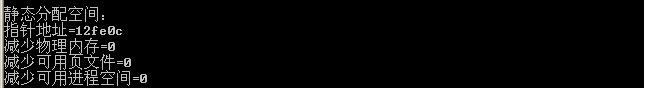 静态分配空间：
指针地址=12fe0c
减少物理内存=0
减少可用页文件=0
减少可用进程空间=0